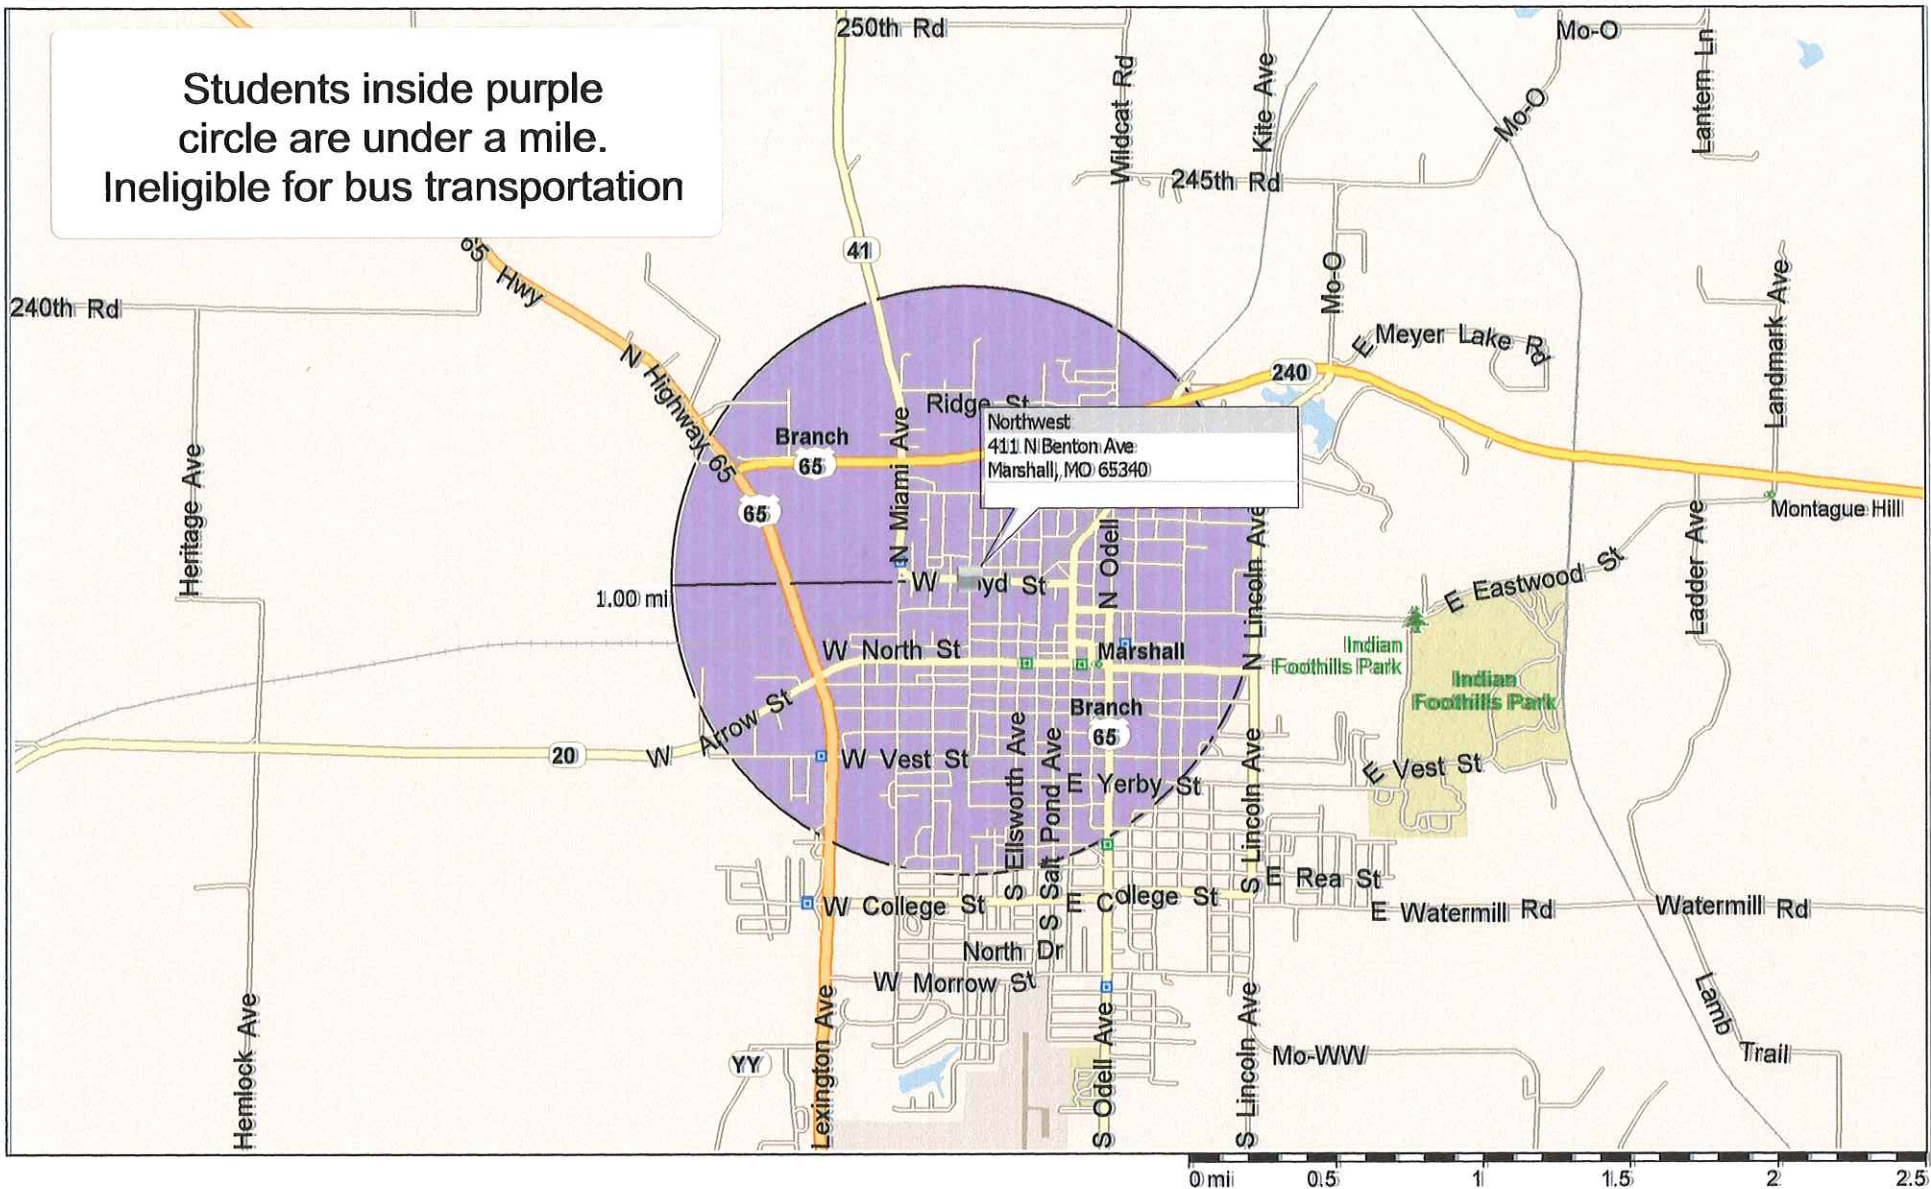 Students inside purple
circle are under a mile.
Ineligible for bus transportation
250th Rd
Mo-O
Lantern Ln
Wildcat Rd
Kite Ave
Mo-O
245th Rd
41
65 Hwy
Mo-O
240th Rd
Landmark Ave
E Meyer Lake Rd
N Highway 65
240
Ridge St
Northwest
411 N Benton Ave
Marshall, MO 65340
Branch
65
N Miami Ave
65
Heritage Ave
Montague Hill
N Odell
N Lincoln Ave
Ladder Ave
E Eastwood St
1.00 mi
W yd St
W North St
Marshall
Indian
Foothills Park
Indian
Foothills Park
Branch
65
W Arrow St
20
W Vest St
S Ellsworth Ave
S Salt Pond Ave
E Yerby St
E Vest St
S Lincoln Ave
E Rea St
W College St
E College St
E Watermill Rd
Watermill Rd
North Dr
W Morrow St
Hemlock Ave
Lexington Ave
YY
S Odell Ave
S Lincoln Ave
Mo-WW
Lamb Trail
0 mi 0.5 1 1.5 2 2.5